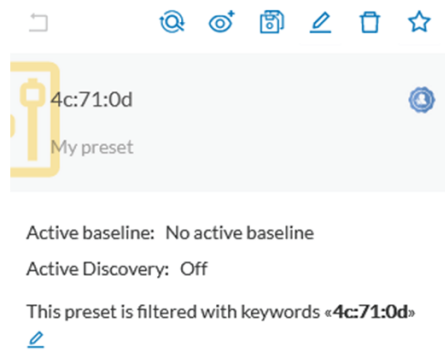 4c:71:0d
My preset
Active baseline: No active baseline
Active Discovery: Off
This preset is filtered with keywords «4c:71:0d»